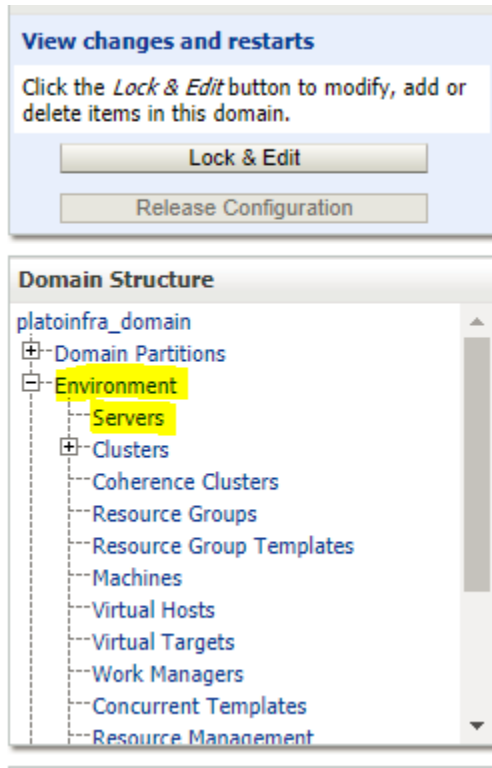 View changes and restarts
Click the Lock & Edit button to modify, add or
delete items in this domain.
Lock & Edit
Release Configuration
Domain Structure
platoinfra_domain
Domain Partitions
Environment
Servers
Clusters
Coherence Clusters
Resource Groups
Resource Group Templates
Machines
Virtual Hosts
Virtual Targets
Work Managers
Concurrent Templates
Resource Management